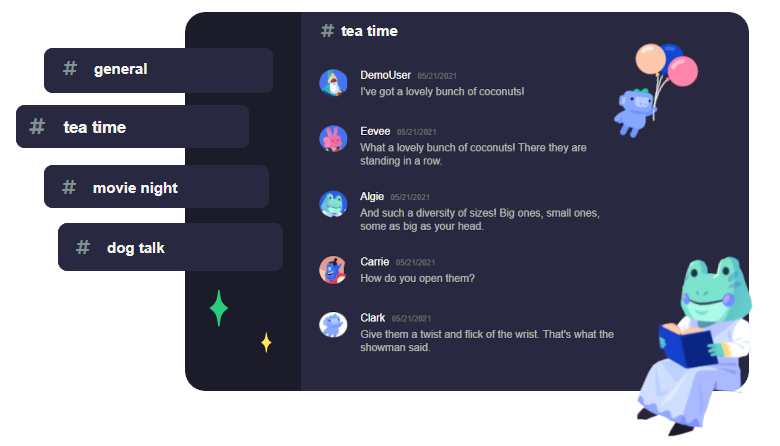 # general
# tea time
# movie night
# dog talk
# tea time
DemoUser 05/21/2021
I've got a lovely bunch of coconuts!
Eevee 05/21/2021
What a lovely bunch of coconuts! There they are
standing in a row.
Algie 05/21/2021
And such a diversity of sizes! Big ones, small ones,
some as big as your head.
Carrie 05/21/2021
How do you open them?
Clark 05/21/2021
Give them a twist and flick of the wrist. That's what the
showman said.